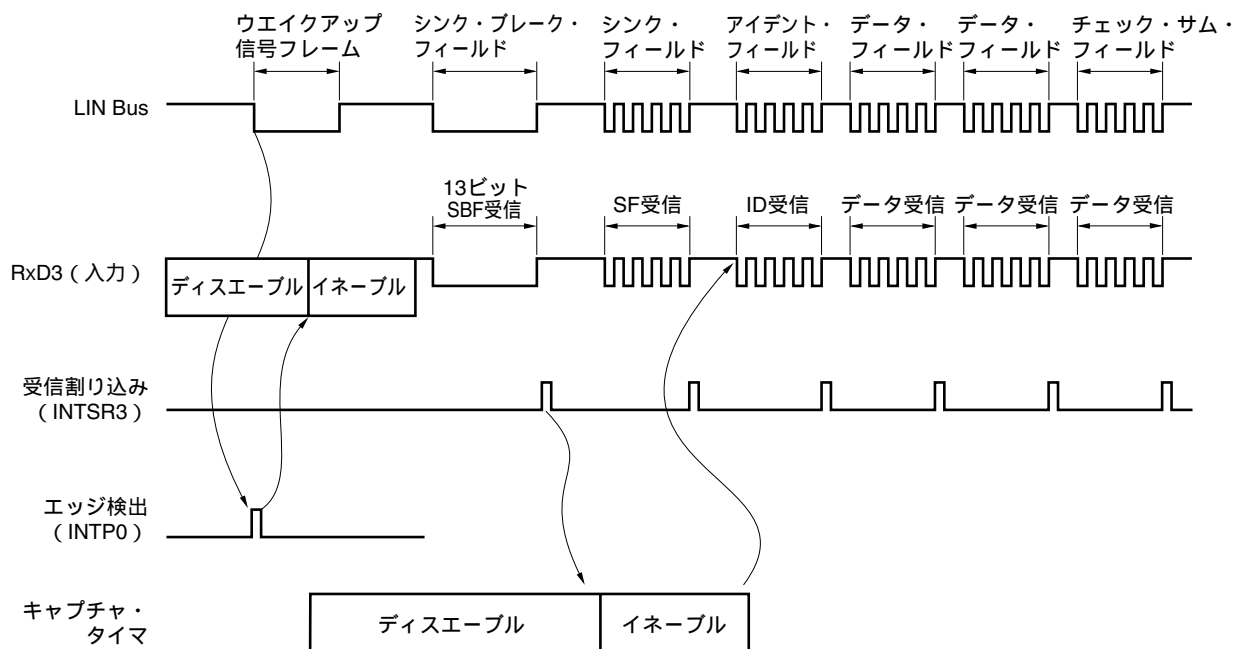 ウエイクアップ
信号フレーム
シンク・ブレーク・
フィールド
シンク・
フィールド
アイデント・
フィールド
データ・
フィールド
データ・
フィールド
チェック・サム・
フィールド
LIN Bus
13ビット
SBF受信
SF受信
ID受信
データ受信
データ受信
データ受信
RxD3（入力）
ディスエーブル
イネーブル
受信割り込み
（INTSR3）
エッジ検出
（INTP0）
キャプチャ・
タイマ
ディスエーブル
イネーブル